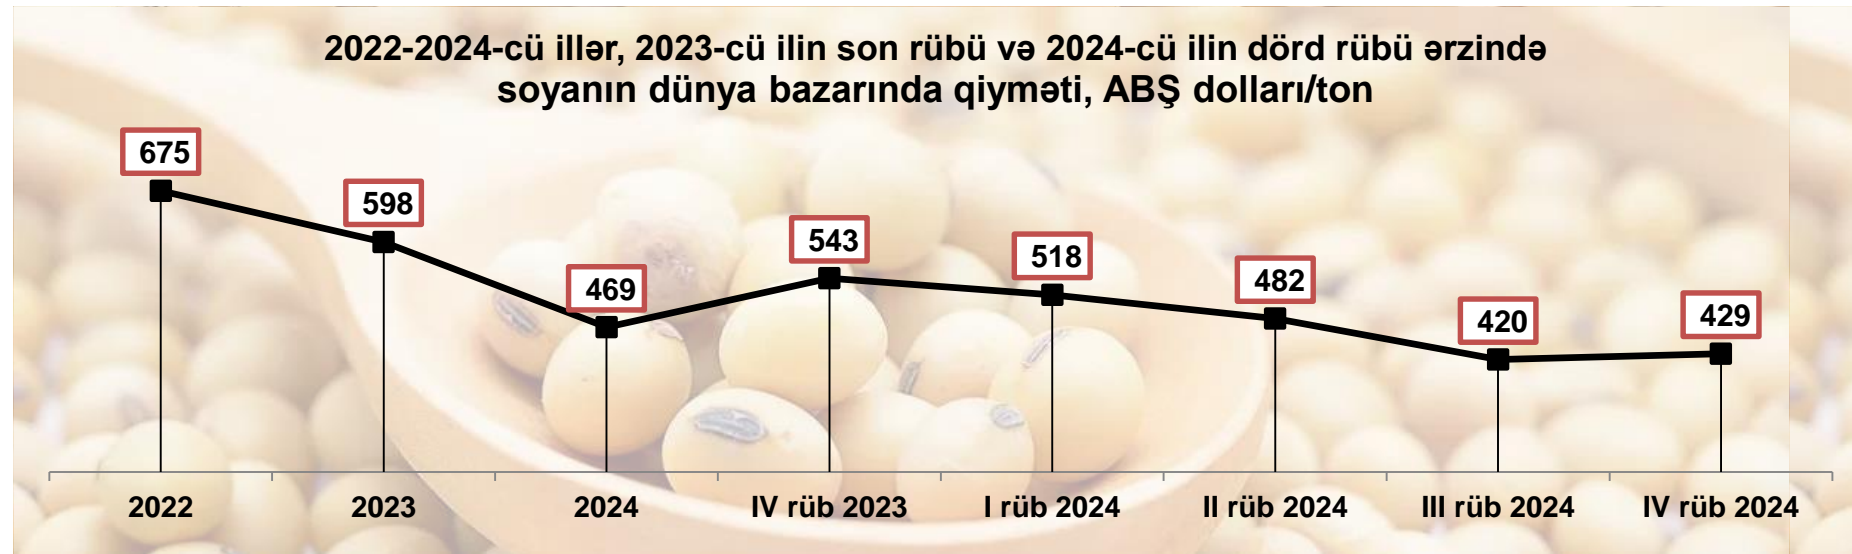 2022-2024-cü illər, 2023-cü ilin son rübü və 2024-cü ilin dörd rübü ərzində
soyanın dünya bazarında qiyməti, ABŞ dolları/ton
675
598
469
543
518
482
420
429
2022
2023
2024
IV rüb 2023
I rüb 2024
II rüb 2024
III rüb 2024
IV rüb 2024